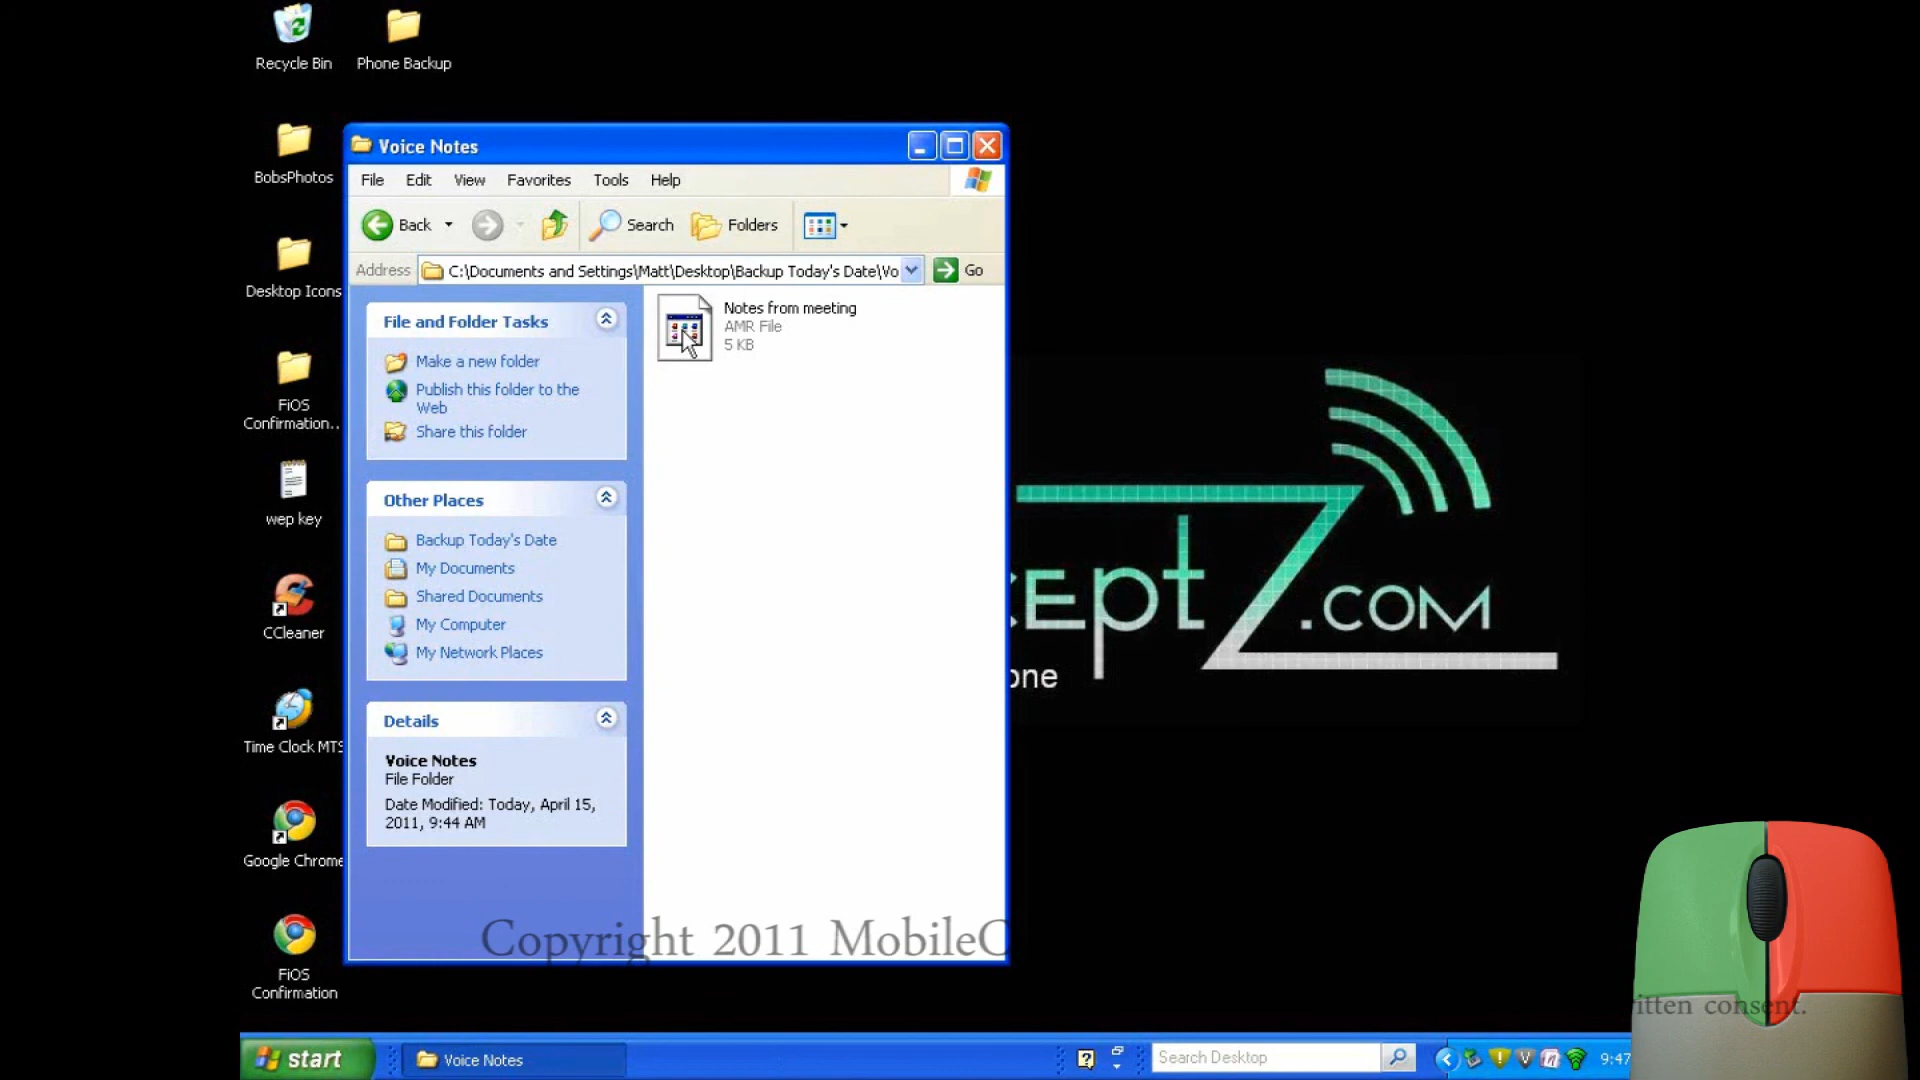 Recycle Bin
Phone Backup
BobsPhotos
Desktop Icons
FiOS
Confirmation..
wep key
CCleaner
Time Clock MTS
Google Chrome
FiOS
Confirmation
Voice Notes
File Edit View Favorites Tools Help
Back Search Folders
Address C:\Documents and Settings\Matt\Desktop\Backup Today's Date\Vo Go
File and Folder Tasks
Make a new folder
Publish this folder to the
Web
Share this folder
Other Places
Backup Today's Date
My Documents
Shared Documents
My Computer
My Network Places
Details
Voice Notes
File Folder
Date Modified: Today, April 15,
2011, 9:44 AM
Notes from meeting
AMR File
5 KB
CEptZ.COM
one
Copyright 2011 MobileC
itten consent.
start Voice Notes Search Desktop 9:47